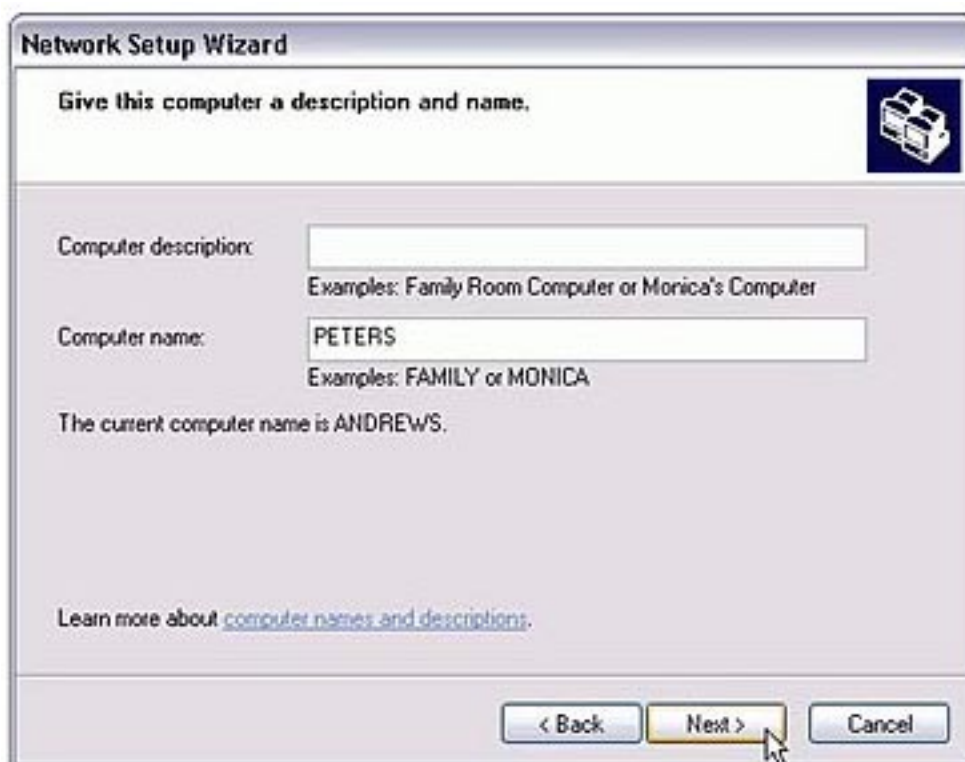 Network Setup Wizard
Give this computer a description and name.
Computer description:
Examples: Family Room Computer or Monica's Computer
Computer name: PETERS
Examples: FAMILY or MONICA
The current computer name is ANDREWS.
Learn more about computer names and descriptions.
< Back Next > Cancel